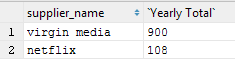 supplier_name `Yearly Total`
1 virgin media 900
2 netflix 108